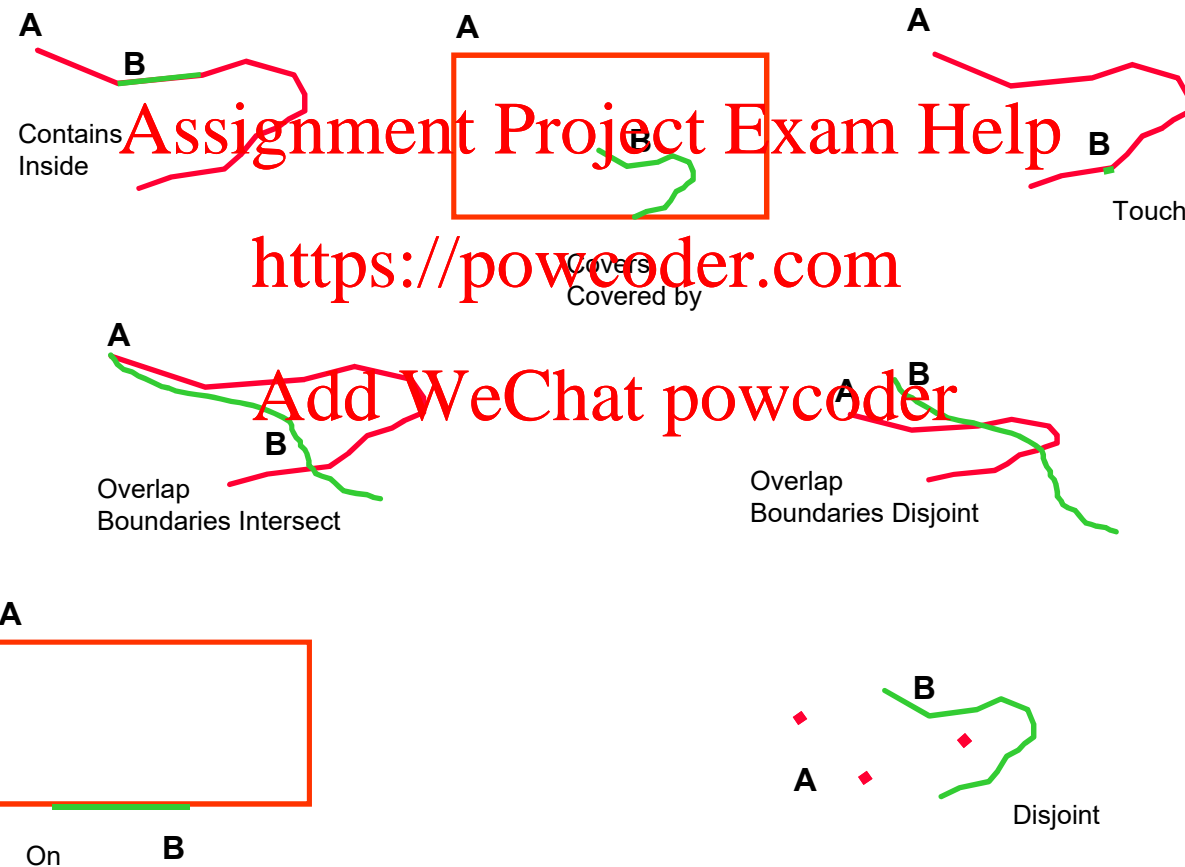 A
B
Contains
Inside
A
B
Covers
Covered by
A
B
Touch
Assignment Project Exam Help
https://powcoder.com
Add WeChat powcoder
A
B
Overlap
Boundaries Intersect
A
B
Overlap
Boundaries Disjoint
A
On
B
B
A
Disjoint